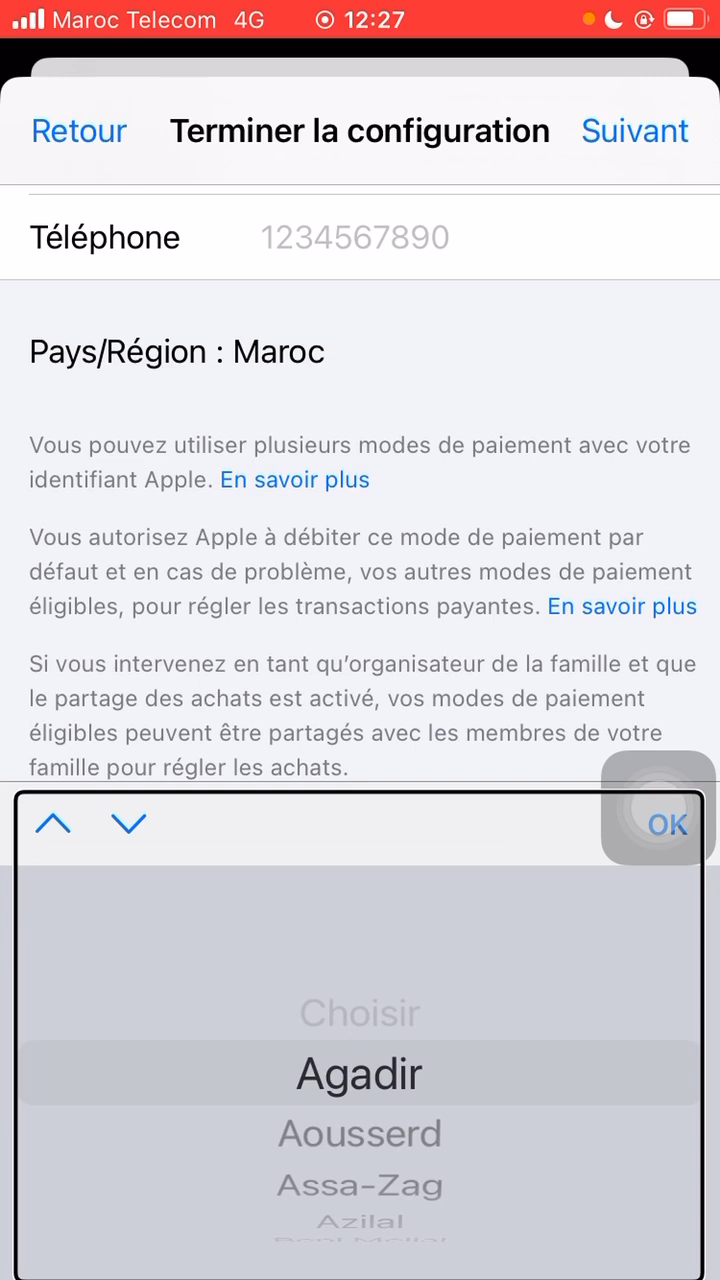 Maroc Telecom 4G 12:27
Retour Terminer la configuration Suivant
Téléphone 1234567890
Pays/Région : Maroc
Vous pouvez utiliser plusieurs modes de paiement avec votre
identifiant Apple. En savoir plus
Vous autorisez Apple à débiter ce mode de paiement par
défaut et en cas de problème, vos autres modes de paiement
éligibles, pour régler les transactions payantes. En savoir plus
Si vous intervenez en tant qu’organisateur de la famille et que
le partage des achats est activé, vos modes de paiement
éligibles peuvent être partagés avec les membres de votre
famille pour régler les achats.
OK
Choisir
Agadir
Aousserd
Assa-Zag
Azilal